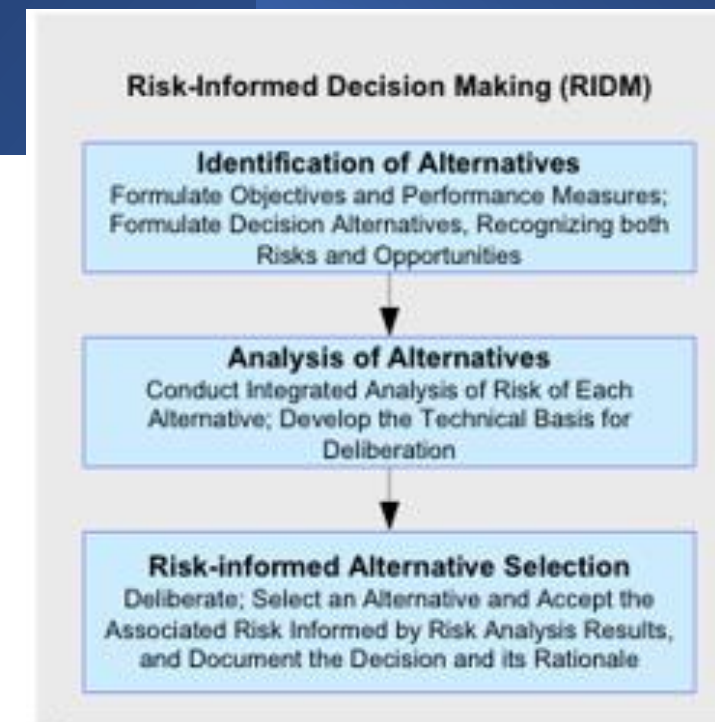 Risk-Informed Decision Making (RIDM)
Identification of Alternatives
Formulate Objectives and Performance Measures;
Formulate Decision Alternatives, Recognizing both
Risks and Opportunities
Analysis of Alternatives
Conduct Integrated Analysis of Risk of Each
Alternative; Develop the Technical Basis for
Deliberation
Risk-informed Alternative Selection
Deliberate; Select an Alternative and Accept the
Associated Risk Informed by Risk Analysis Results,
and Document the Decision and its Rationale